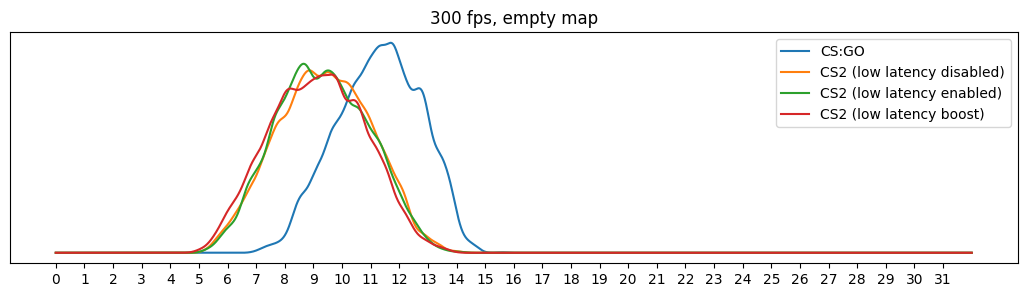 300 fps, empty map
CS:GO
CS2 (low latency disabled)
CS2 (low latency enabled)
CS2 (low latency boost)
0 1 2 3 4 5 6 7 8 9 10 11 12 13 14 15 16 17 18 19 20 21 22 23 24 25 26 27 28 29 30 31